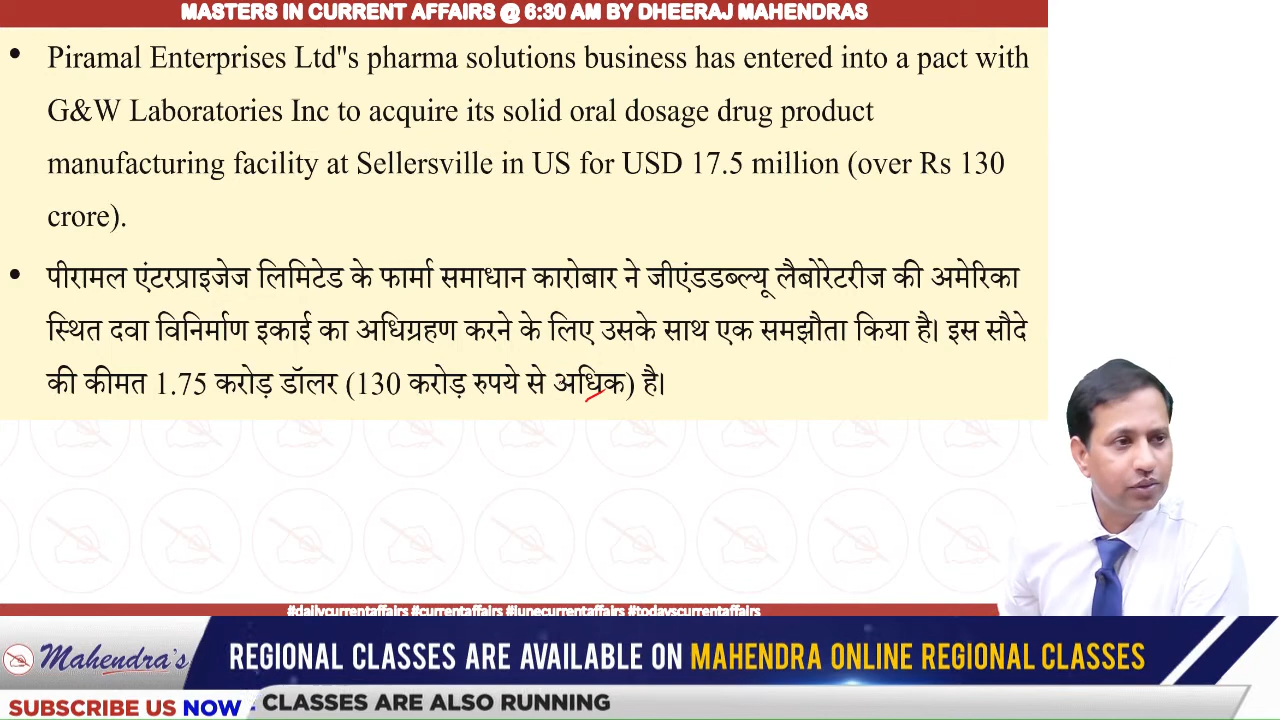 MASTERS IN CURRENT AFFAIRS @ 6:30 AM BY DHEERAJ MAHENDRAS
• Piramal Enterprises Ltd"s pharma solutions business has entered into a pact with
G&W Laboratories Inc to acquire its solid oral dosage drug product
manufacturing facility at Sellersville in US for USD 17.5 million (over Rs 130
crore).
• पीरामल एंटरप्राइजेज लिमिटेड के फार्मा समाधान कारोबार ने जीएंडडब्ल्यू लैबोरेटरीज की अमेरिका
स्थित दवा विनिर्माण इकाई का अधिग्रहण करने के लिए उसके साथ एक समझौता किया है। इस सौदे
की कीमत 1.75 करोड़ डॉलर (130 करोड़ रुपये से अधिक) है।
#dailycurrentaffairs #currentaffairs #junecurrentaffairs #todayscurrentaffairs
Mahendra's
REGIONAL CLASSES ARE AVAILABLE ON MAHENDRA ONLINE REGIONAL CLASSES
SUBSCRIBE US NOW - CLASSES ARE ALSO RUNNING